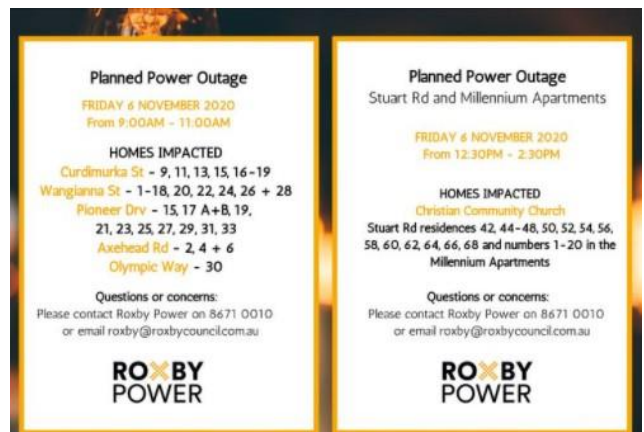 Planned Power Outage
FRIDAY 6 NOVEMBER 2020
From 9:00AM - 11:00AM
HOMES IMPACTED
Curdimurka St - 9, 11, 13, 15, 16-19
Wangianna St - 1-18, 20, 22, 24, 26 + 28
Pioneer Drv - 15, 17 A+B, 19,
21, 23, 25, 27, 29, 31, 33
Axehead Rd - 2, 4 + 6
Olympic Way - 30
Questions or concerns:
Please contact Roxby Power on 8671 0010
or email roxby@roxbycouncil.com.au
ROXBY
POWER
Planned Power Outage
Stuart Rd and Millennium Apartments
FRIDAY 6 NOVEMBER 2020
From 12:30PM - 2:30PM
HOMES IMPACTED
Christian Community Church
Stuart Rd residences 42, 44-48, 50, 52, 54, 56,
58, 60, 62, 64, 66, 68 and numbers 1-20 in the
Millennium Apartments
Questions or concerns:
Please contact Roxby Power on 8671 0010
or email roxby@roxbycouncil.com.au
ROXBY
POWER